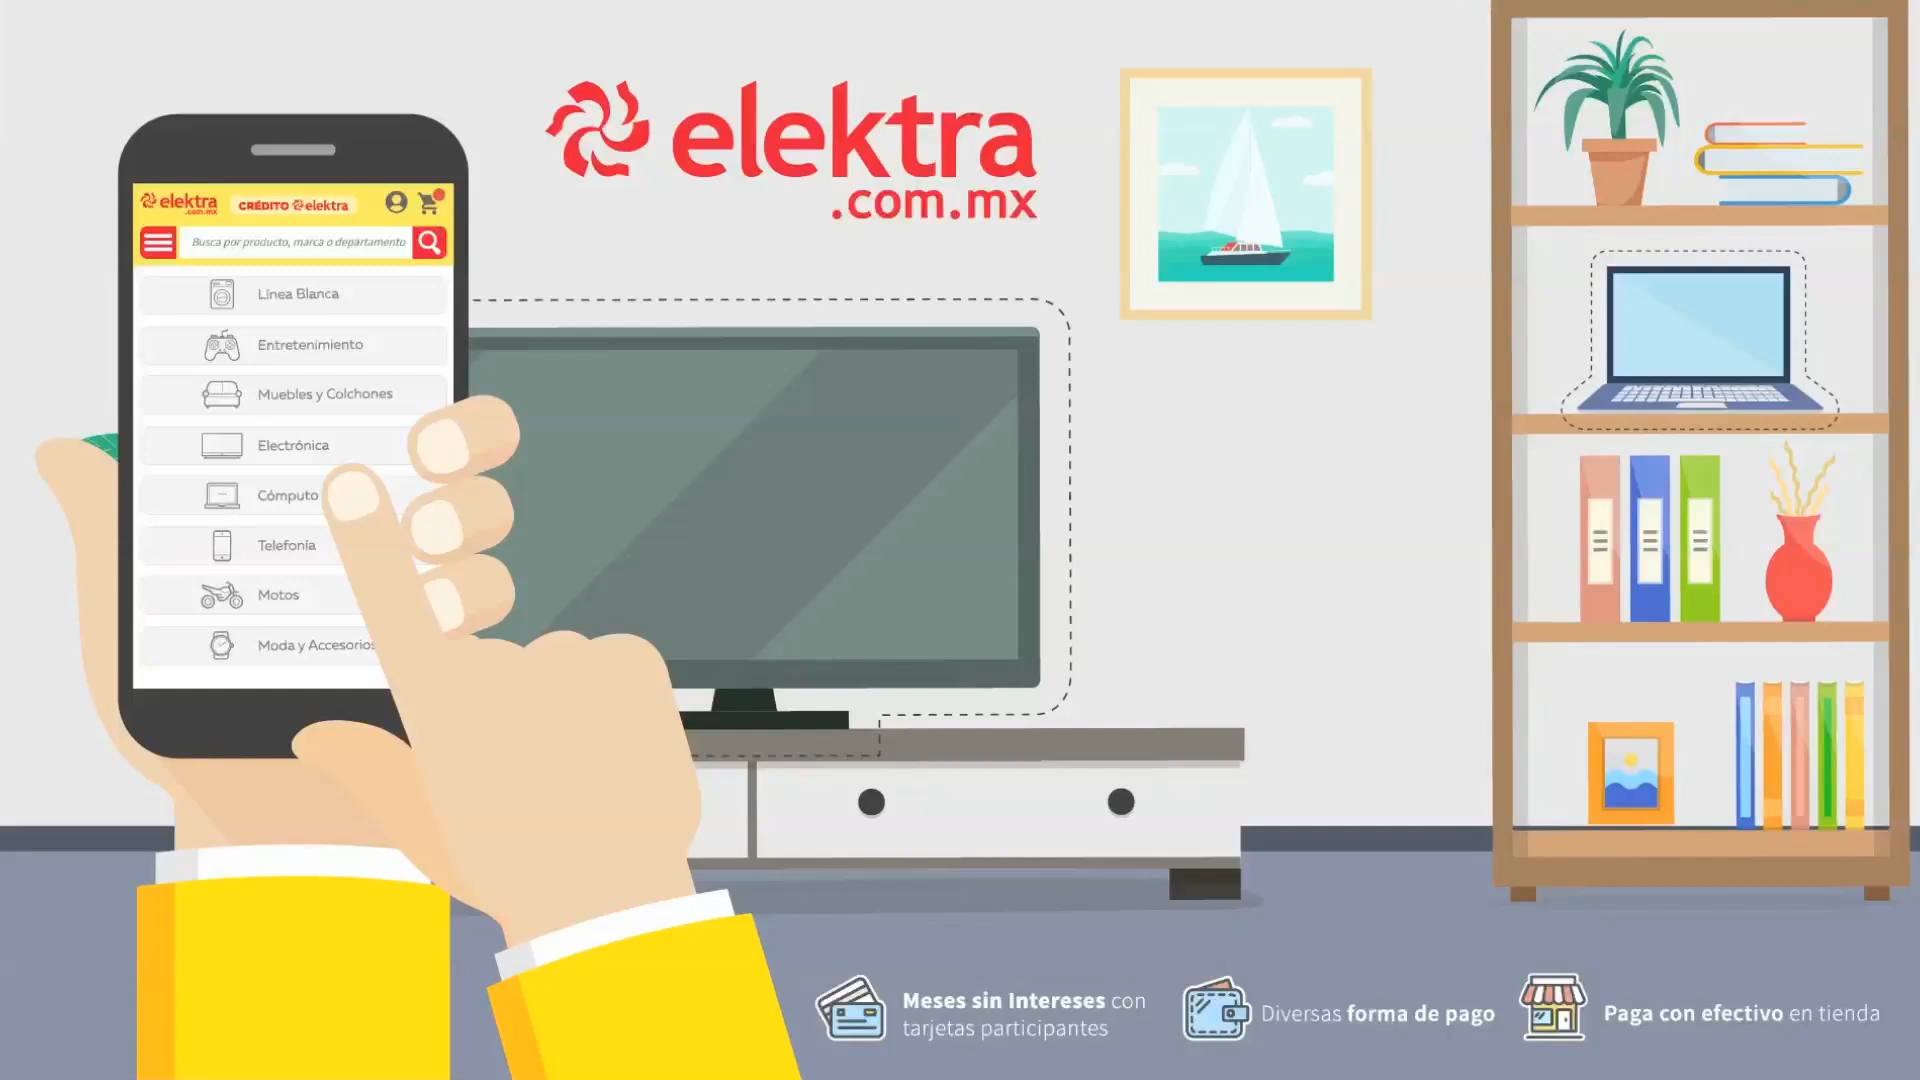 elektra
.com.mx
elektra
.com.mx
CRÉDITO elektra
Busca por producto, marca o departamento
Línea Blanca
Entretenimiento
Muebles y Colchones
Electrónica
Cómputo
Telefonía
Motos
Moda y Accesorios
Meses sin Intereses con
tarjetas participantes
Diversas forma de pago
Paga con efectivo en tienda